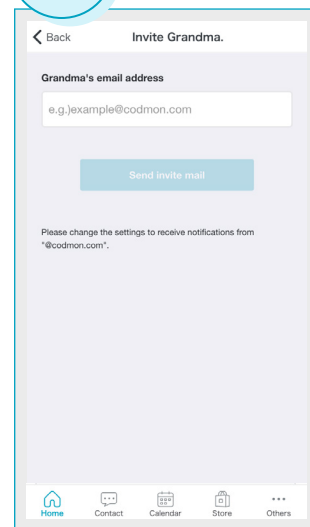 Back
Invite Grandma.
Grandma's email address
e.g.)example@codmon.com
Send invite mail
Please change the settings to receive notifications from
"@codmon.com".
Home
Contact
Calendar
Store
Others